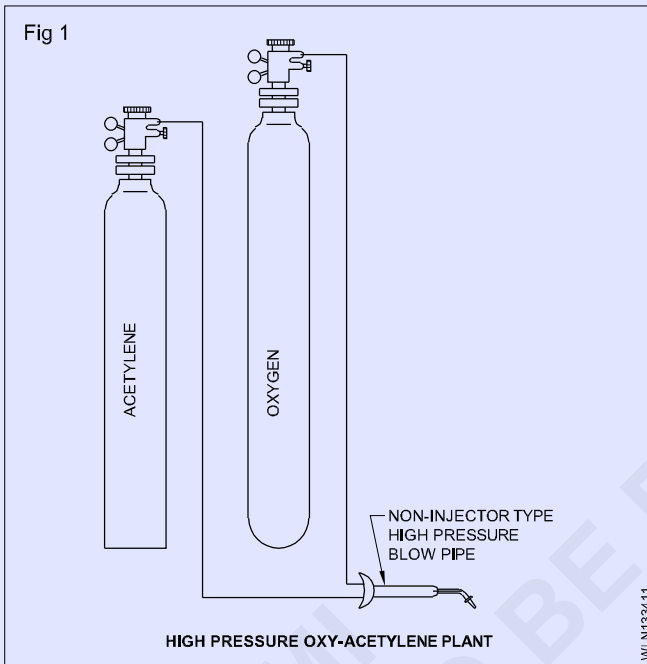 Fig 1
ACETYLENE
OXYGEN
NON-INJECTOR TYPE
HIGH PRESSURE
BLOW PIPE
HIGH PRESSURE OXY-ACETYLENE PLANT